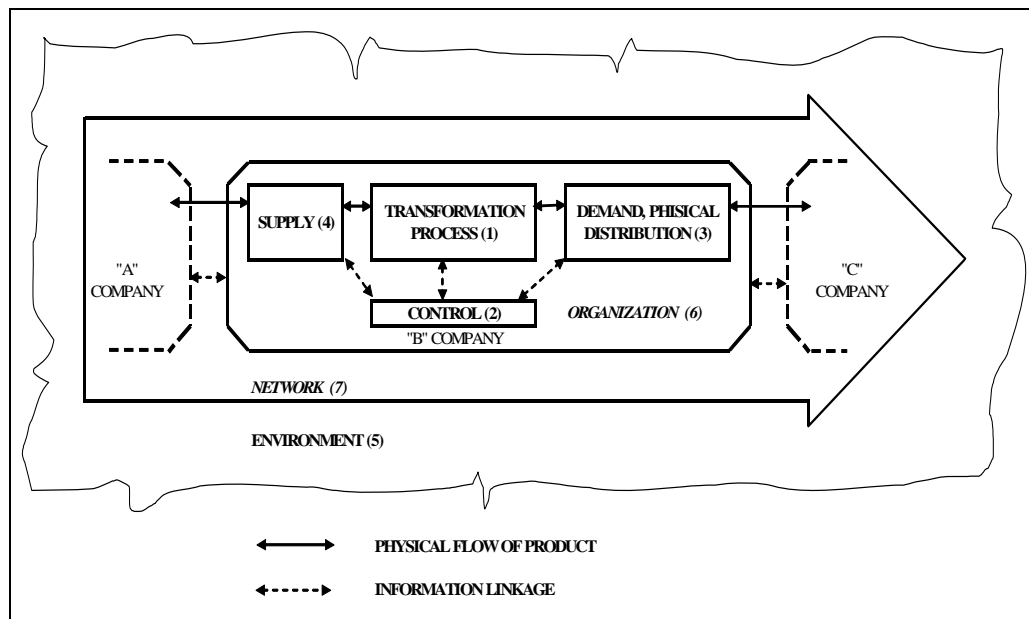 SUPPLY (4)
TRANSFORMATION
PROCESS (1)
DEMAND, PHISICAL
DISTRIBUTION (3)
"A"
COMPANY
"C"
COMPANY
CONTROL (2)
ORGANIZATION (6)
"B" COMPANY
NETWORK (7)
ENVIRONMENT (5)
PHYSICAL FLOW OF PRODUCT
INFORMATION LINKAGE